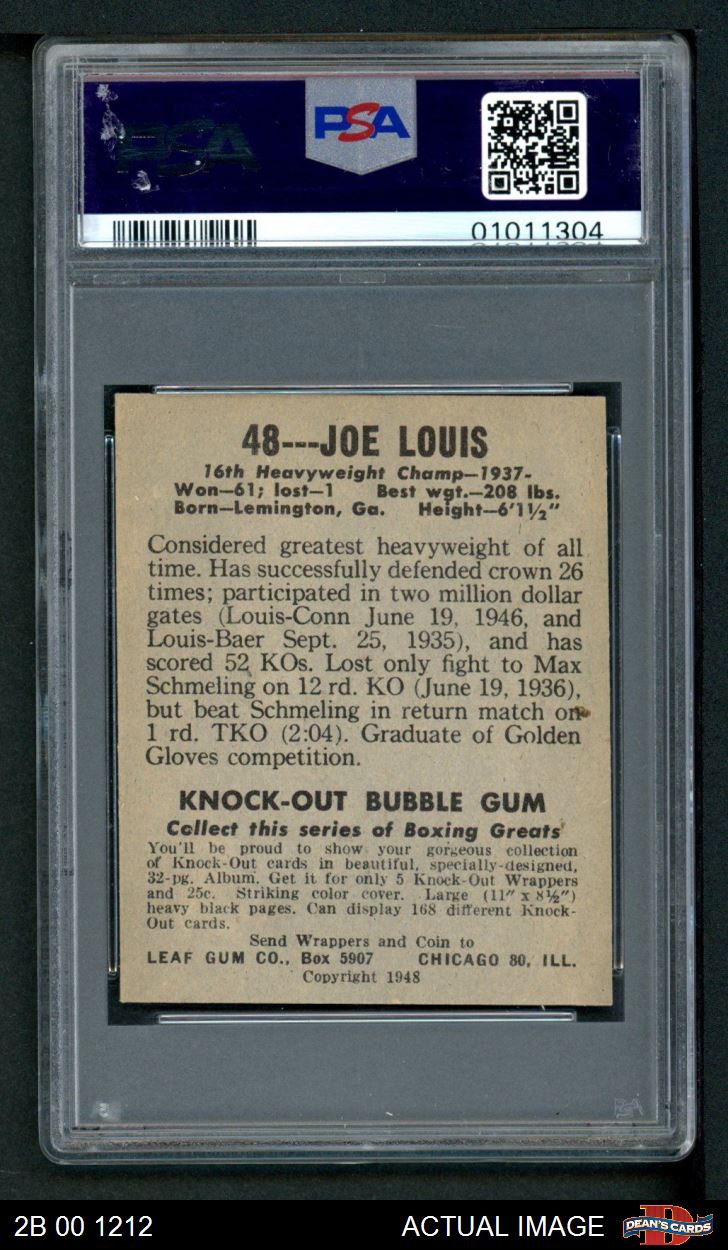 PSA
PSA
01011304
48---JOE LOUIS
16th Heavyweight Champ—1937-
Won—61; lost—1 Best wgt.—208 lbs.
Born—Lemington, Ga. Height—6'1½"
Considered greatest heavyweight of all
time. Has successfully defended crown 26
times; participated in two million dollar
gates (Louis-Conn June 19, 1946, and
Louis-Baer Sept. 25, 1935), and has
scored 52 KOs. Lost only fight to Max
Schmeling on 12 rd. KO (June 19, 1936),
but beat Schmeling in return match on
1 rd. TKO (2:04). Graduate of Golden
Gloves competition.
KNOCK-OUT BUBBLE GUM
Collect this series of Boxing Greats
You'll be proud to show your gorgeous collection
of Knock-Out cards in beautiful, specially-designed,
32-pg. Album. Get it for only 5 Knock-Out Wrappers
and 25c. Striking color cover. Large (11" x 8½")
heavy black pages. Can display 168 different Knock-
Out cards.
Send Wrappers and Coin to
LEAF GUM CO., Box 5907 CHICAGO 80, ILL.
Copyright 1948
PSA
2B 00 1212 ACTUAL IMAGE DEAN'S CARDS